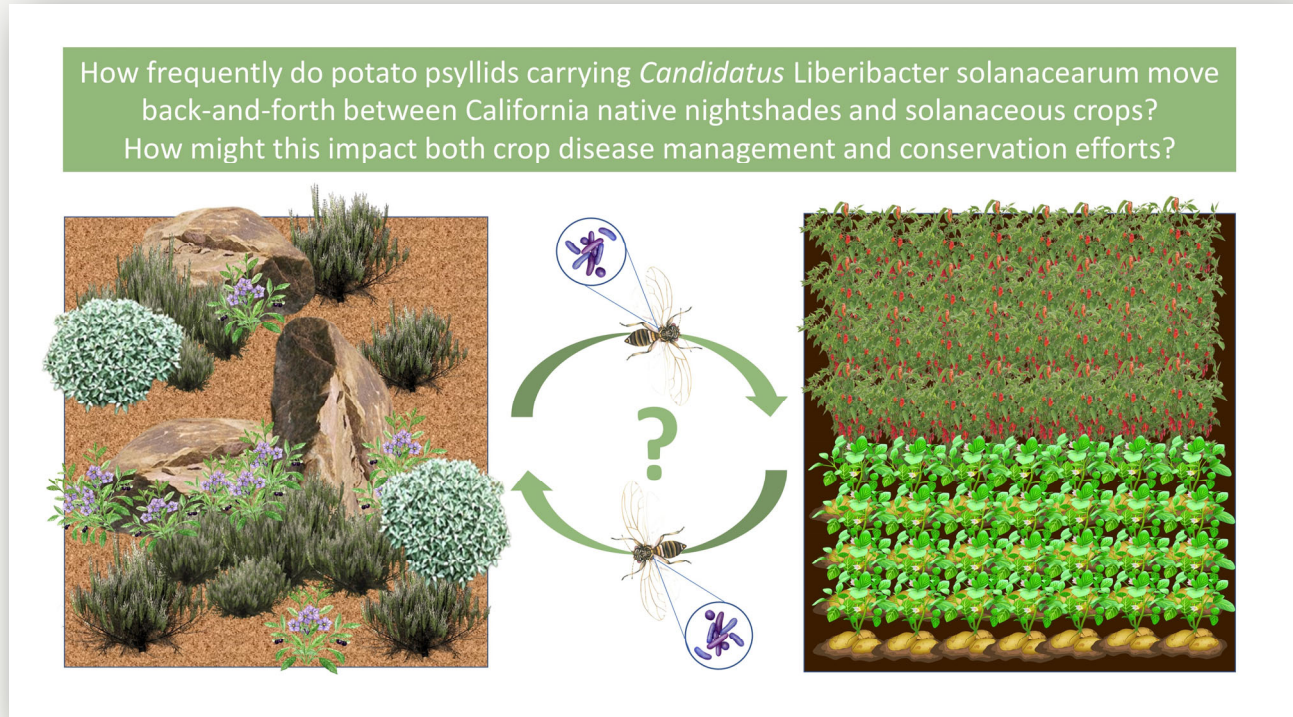 How frequently do potato psyllids carrying Candidatus Liberibacter solanacearum move
back-and-forth between California native nightshades and solanaceous crops?
How might this impact both crop disease management and conservation efforts?
?